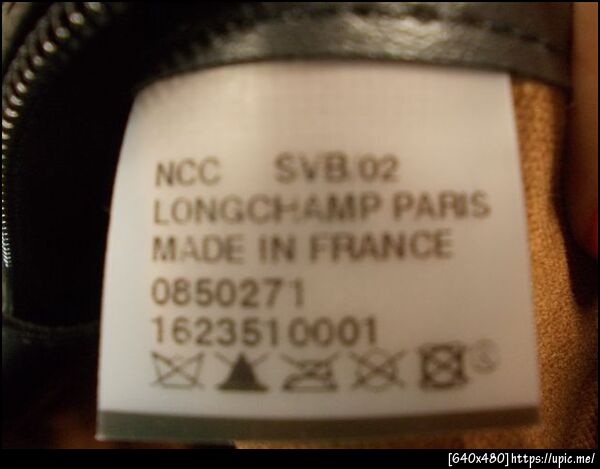 NCC SVB/02
LONGCHAMP PARIS
MADE IN FRANCE
0850271
1623510001
[640x480]https://upic.me/